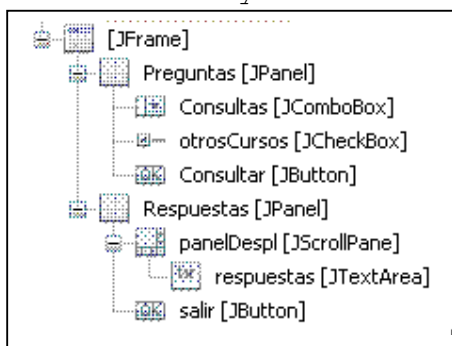 [JFrame]
Preguntas [JPanel]
Consultas [JComboBox]
otrosCursos [JCheckBox]
Consultar [JButton]
Respuestas [JPanel]
panelDespl [JScrollPane]
respuestas [JTextArea]
salir [JButton]